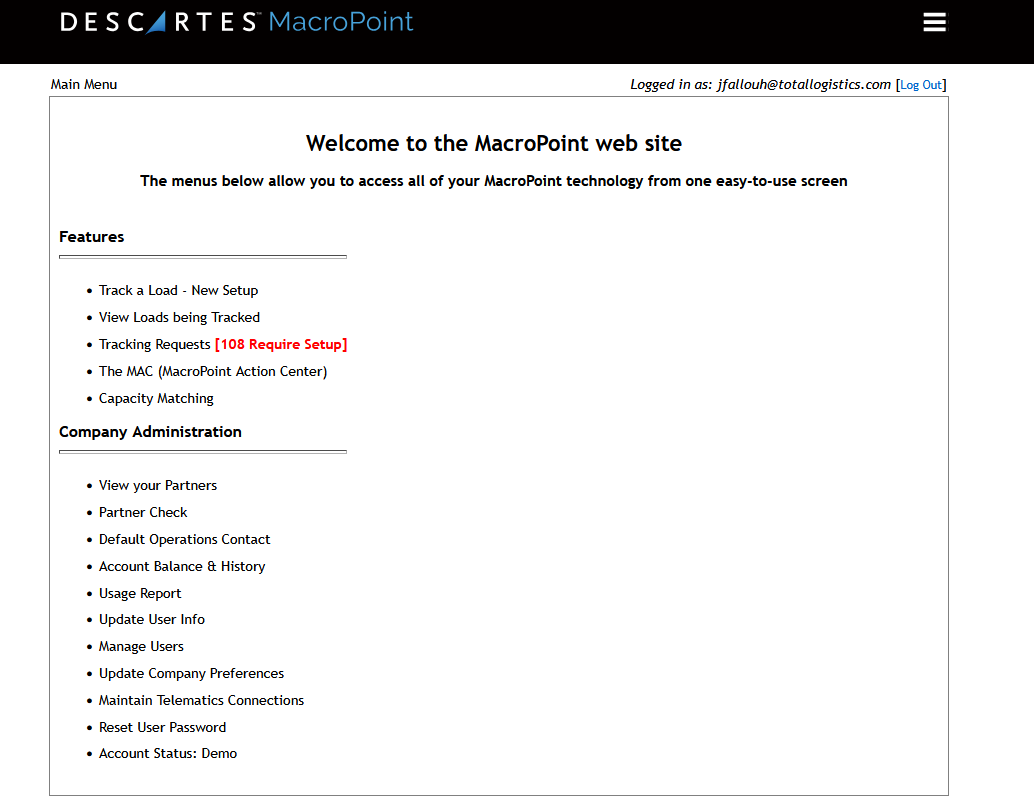 DESCARTES™ MacroPoint
Main Menu
Logged in as: jfallouh@totallogistics.com [Log Out]
Welcome to the MacroPoint web site
The menus below allow you to access all of your MacroPoint technology from one easy-to-use screen
Features
• Track a Load - New Setup
• View Loads being Tracked
• Tracking Requests [108 Require Setup]
• The MAC (MacroPoint Action Center)
• Capacity Matching
Company Administration
• View your Partners
• Partner Check
• Default Operations Contact
• Account Balance & History
• Usage Report
• Update User Info
• Manage Users
• Update Company Preferences
• Maintain Telematics Connections
• Reset User Password
• Account Status: Demo